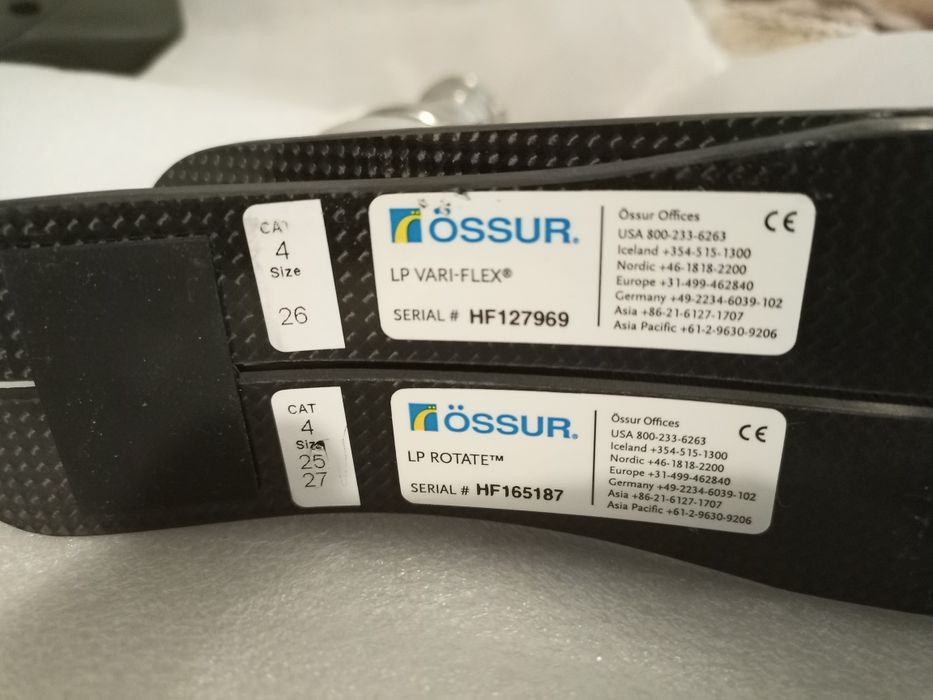 CAT
4
Size
26
ÖSSUR®
LP VARI-FLEX®
SERIAL # HF127969
Össur Offices
USA 800-233-6263
Iceland +354-515-1300
Nordic +46-1818-2200
Europe +31-499-462840
Germany +49-2234-6039-102
Asia +86-21-6127-1707
Asia Pacific +61-2-9630-9206
CE
CAT
4
Size
25
27
ÖSSUR®
LP ROTATE™
SERIAL # HF165187
Össur Offices
USA 800-233-6263
Iceland +354-515-1300
Nordic +46-1818-2200
Europe +31-499-462840
Germany +49-2234-6039-102
Asia +86-21-6127-1707
Asia Pacific +61-2-9630-9206
CE